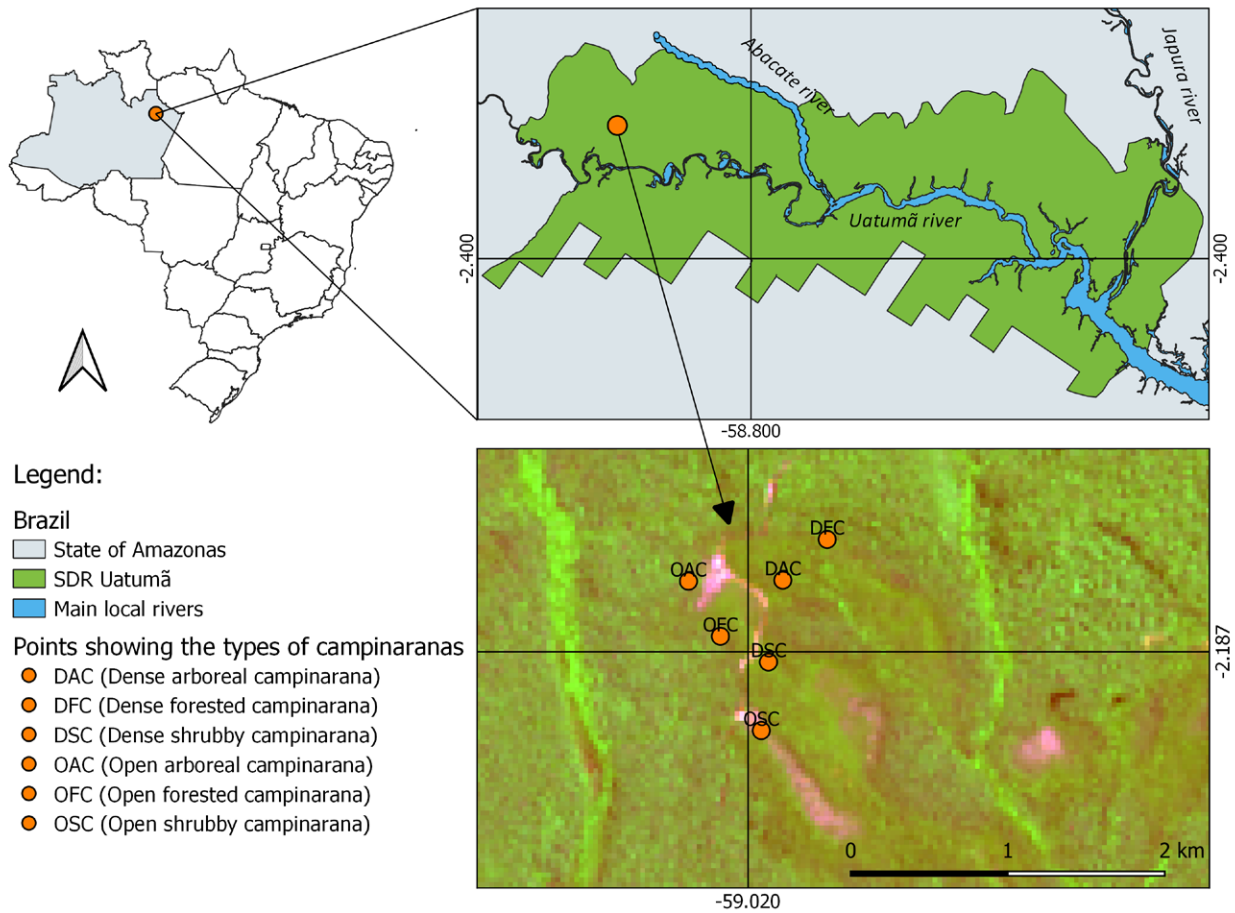 Abacate river
Japura river
Uatumã river
-2.400
-2.400
-58.800
Legend:
Brazil
State of Amazonas
SDR Uatumã
Main local rivers
Points showing the types of campinaranas
DAC (Dense arboreal campinarana)
DFC (Dense forested campinarana)
DSC (Dense shrubby campinarana)
OAC (Open arboreal campinarana)
OFC (Open forested campinarana)
OSC (Open shrubby campinarana)
DFC
OAC
DAC
OFC
DSC
OSC
-2.187
0 1 2 km
-59.020